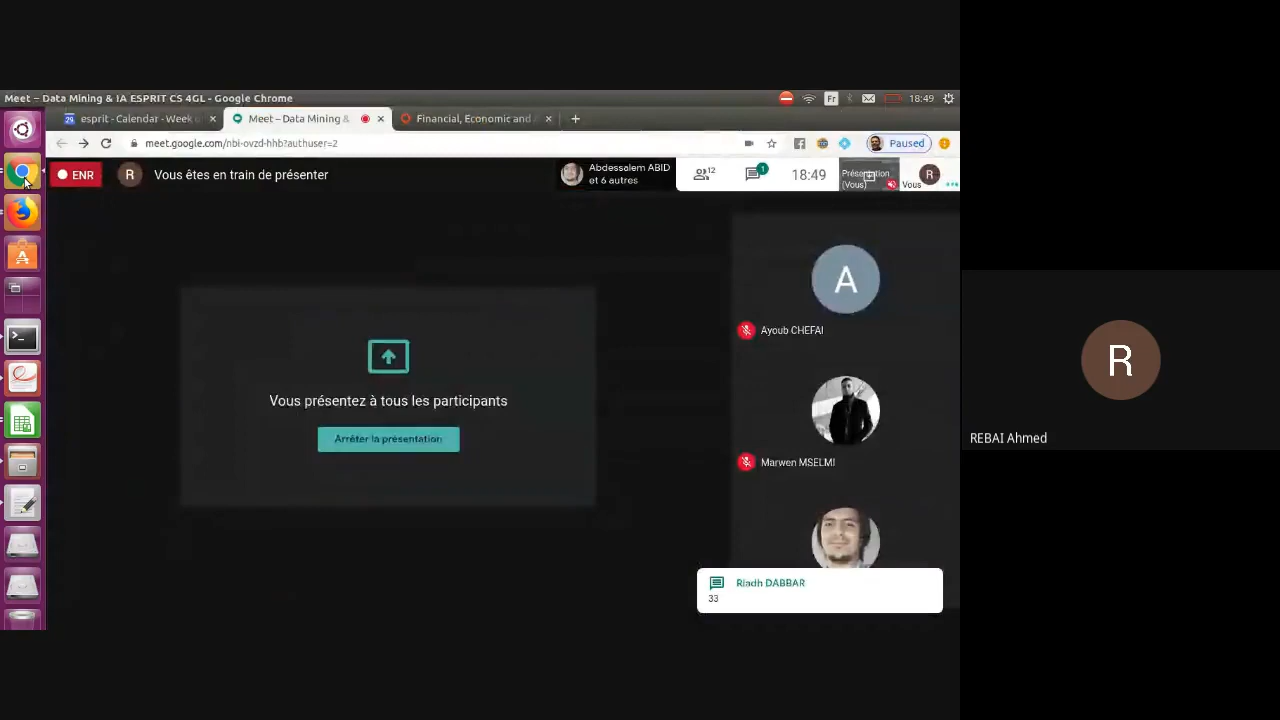 Meet – Data Mining & IA ESPRIT CS 4GL - Google Chrome
Fr
18:49
29
esprit - Calendar - Week
Meet – Data Mining &
Financial, Economic and
meet.google.com/nbi-ovzd-hhb?authuser=2
Paused
ENR
R
Vous êtes en train de présenter
Abdessalem ABID
et 6 autres
12
1
18:49
Présentation
(Vous)
Vous
R
A
Ayoub CHEFAI
Vous présentez à tous les participants
Arrêter la présentation
Marwen MSELMI
Riadh DABBAR
33
R
REBAI Ahmed